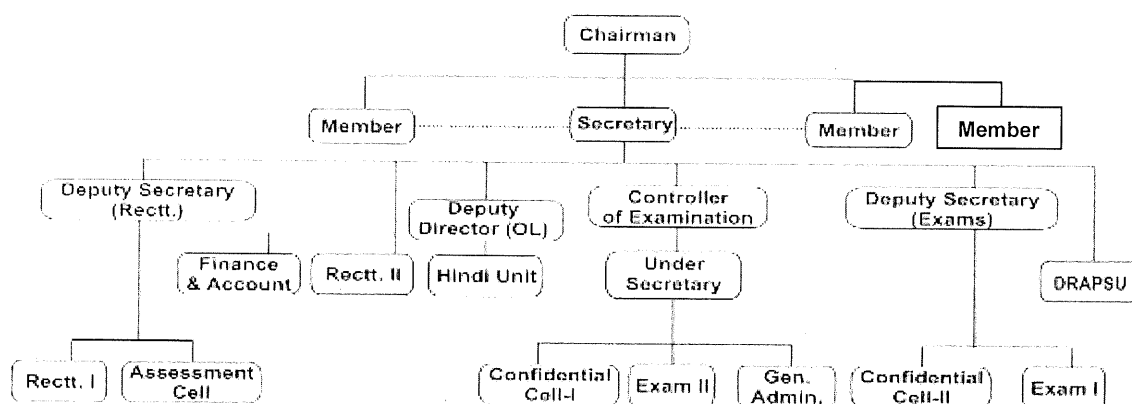 Chairman
Member
Secretary
Member
Member
Deputy Secretary
(Rectt.)
Deputy
Director (OL)
Controller
of Examination
Deputy Secretary
(Exams)
Finance
& Account
Rectt. II
Hindi Unit
Under
Secretary
DRAPSU
Rectt. I
Assessment
Cell
Confidential
Cell-I
Exam II
Gen.
Admin.
Confidential
Cell-II
Exam I